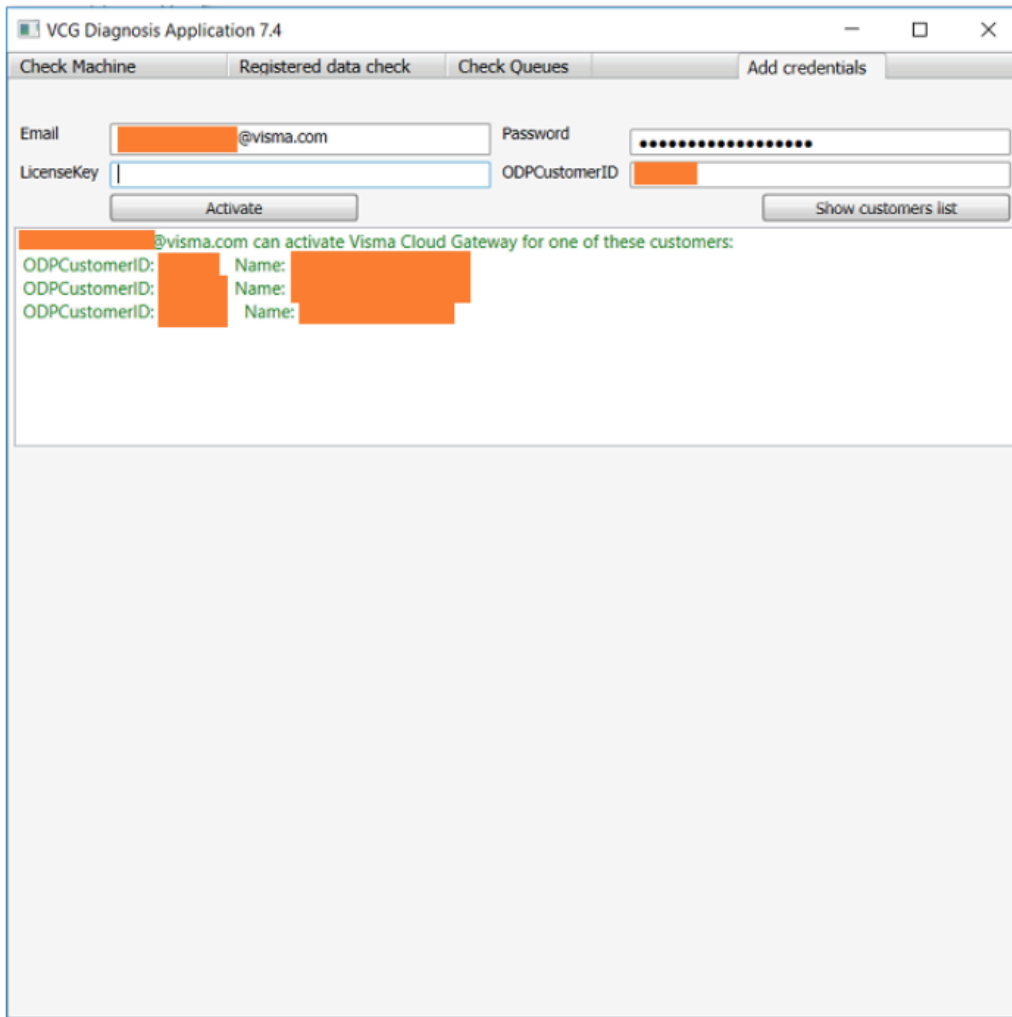 VCG Diagnosis Application 7.4
Check Machine Registered data check Check Queues Add credentials
Email @visma.com Password ••••••••••••••••••
LicenseKey ODPCustomerID
Activate Show customers list
@visma.com can activate Visma Cloud Gateway for one of these customers:
ODPCustomerID: Name:
ODPCustomerID: Name:
ODPCustomerID: Name: